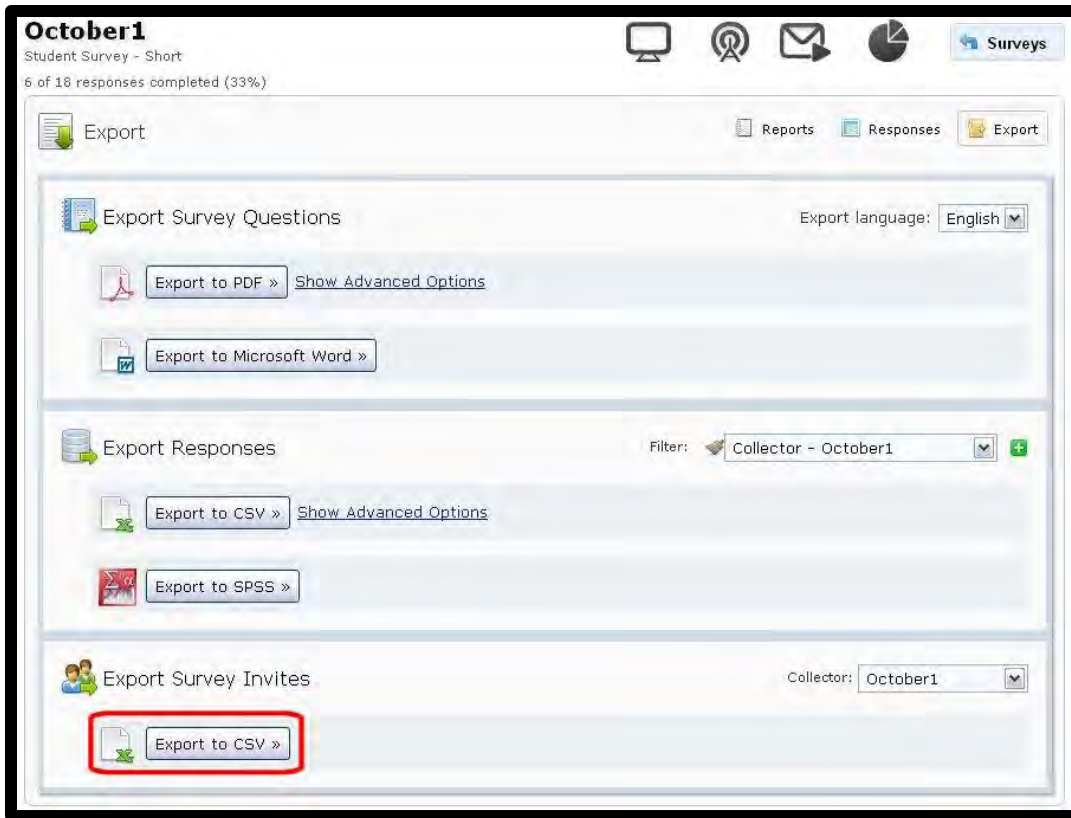 October1
Student Survey - Short
6 of 18 responses completed (33%)
Surveys
Export
Reports
Responses
Export
Export Survey Questions
Export language: English
Export to PDF »
Show Advanced Options
Export to Microsoft Word »
Export Responses
Filter: Collector - October1
Export to CSV »
Show Advanced Options
Export to SPSS »
Export Survey Invites
Collector: October1
Export to CSV »